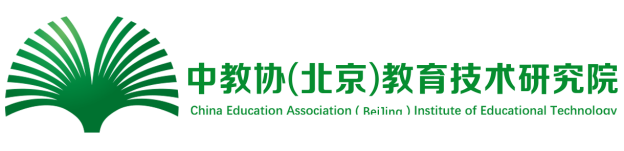 中教协(北京)教育技术研究院
China Education Association ( Beijing ) Institute of Educational Technology